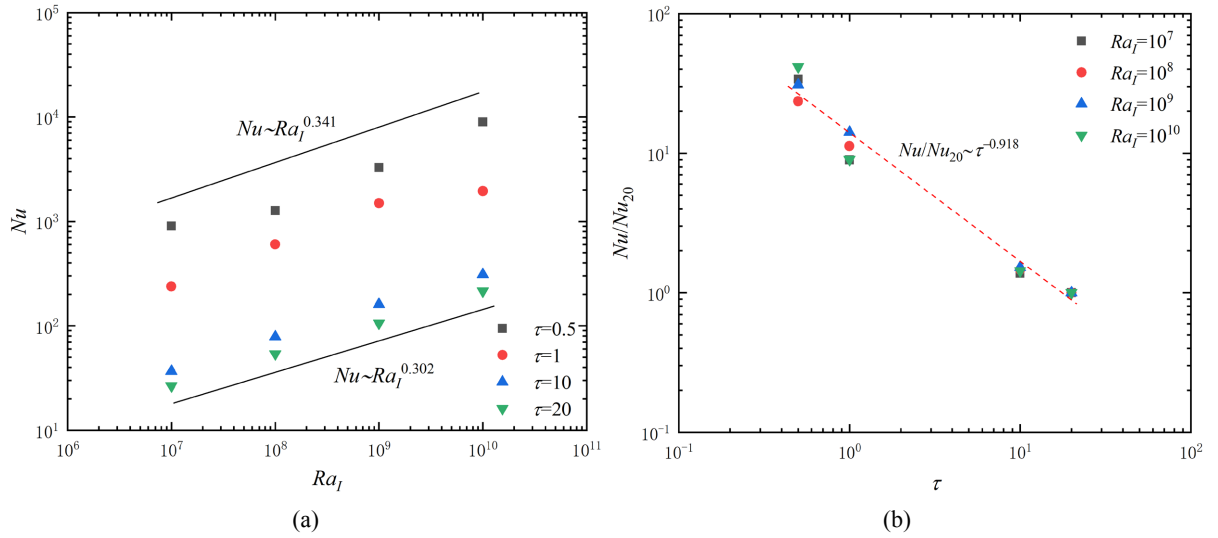 10^5
10^4
10^3
10^2
10^1
Nu
Nu~Ra_I^0.341
Nu~Ra_I^0.302
τ=0.5
τ=1
τ=10
τ=20
10^6 10^7 10^8 10^9 10^10 10^11
Ra_I
(a)
10^2
10^1
10^0
10^-1
Nu/Nu_20
Ra_I=10^7
Ra_I=10^8
Ra_I=10^9
Ra_I=10^10
Nu/Nu_20~τ^-0.918
10^-1 10^0 10^1 10^2
τ
(b)